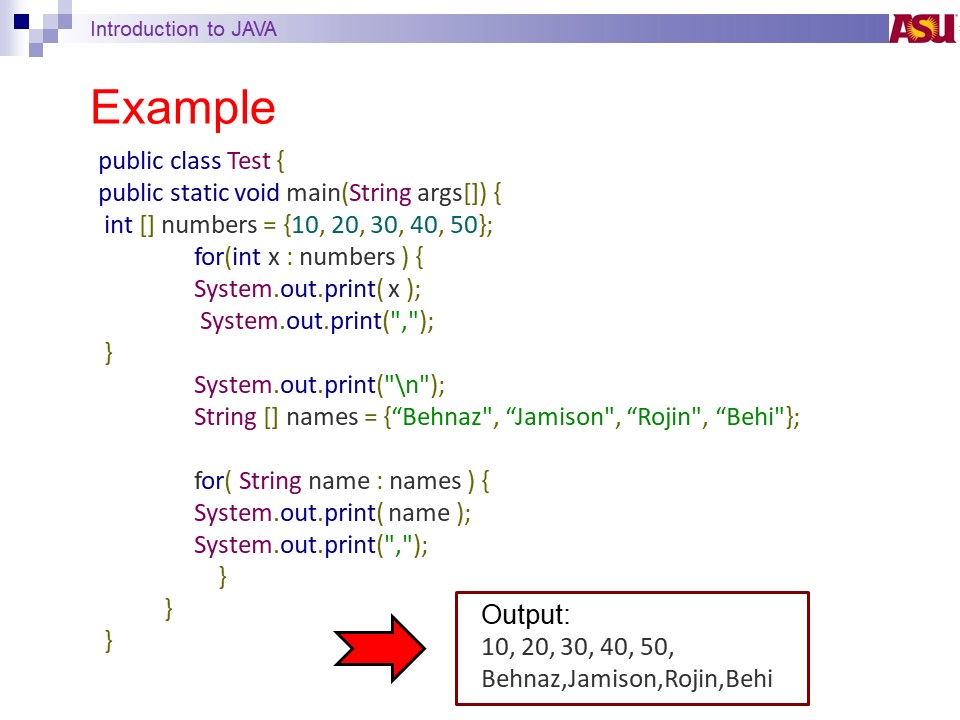 Introduction to JAVA
ASU
Example
public class Test {
public static void main(String args[]) {
int [] numbers = {10, 20, 30, 40, 50};
for(int x : numbers ) {
System.out.print( x );
System.out.print(",");
}
System.out.print("\n");
String [] names = {“Behnaz", “Jamison", “Rojin", “Behi"};
for( String name : names ) {
System.out.print( name );
System.out.print(",");
}
}
}
Output:
10, 20, 30, 40, 50,
Behnaz,Jamison,Rojin,Behi